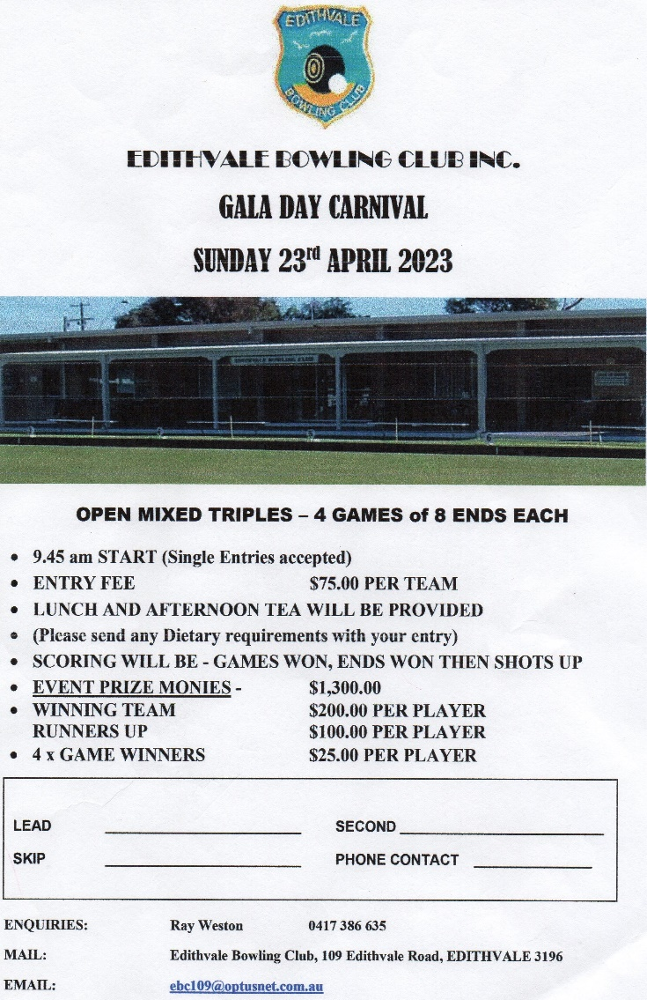 EDITHVALE
BOWLING CLUB
EDITHVALE BOWLING CLUB INC.
GALA DAY CARNIVAL
SUNDAY 23rd APRIL 2023
EDITHVALE BOWLING CLUB
OPEN MIXED TRIPLES – 4 GAMES of 8 ENDS EACH
• 9.45 am START (Single Entries accepted)
• ENTRY FEE $75.00 PER TEAM
• LUNCH AND AFTERNOON TEA WILL BE PROVIDED
• (Please send any Dietary requirements with your entry)
• SCORING WILL BE - GAMES WON, ENDS WON THEN SHOTS UP
• EVENT PRIZE MONIES - $1,300.00
• WINNING TEAM $200.00 PER PLAYER
RUNNERS UP $100.00 PER PLAYER
• 4 x GAME WINNERS $25.00 PER PLAYER
LEAD SECOND
SKIP PHONE CONTACT
ENQUIRIES: Ray Weston 0417 386 635
MAIL: Edithvale Bowling Club, 109 Edithvale Road, EDITHVALE 3196
EMAIL: ebc109@optusnet.com.au